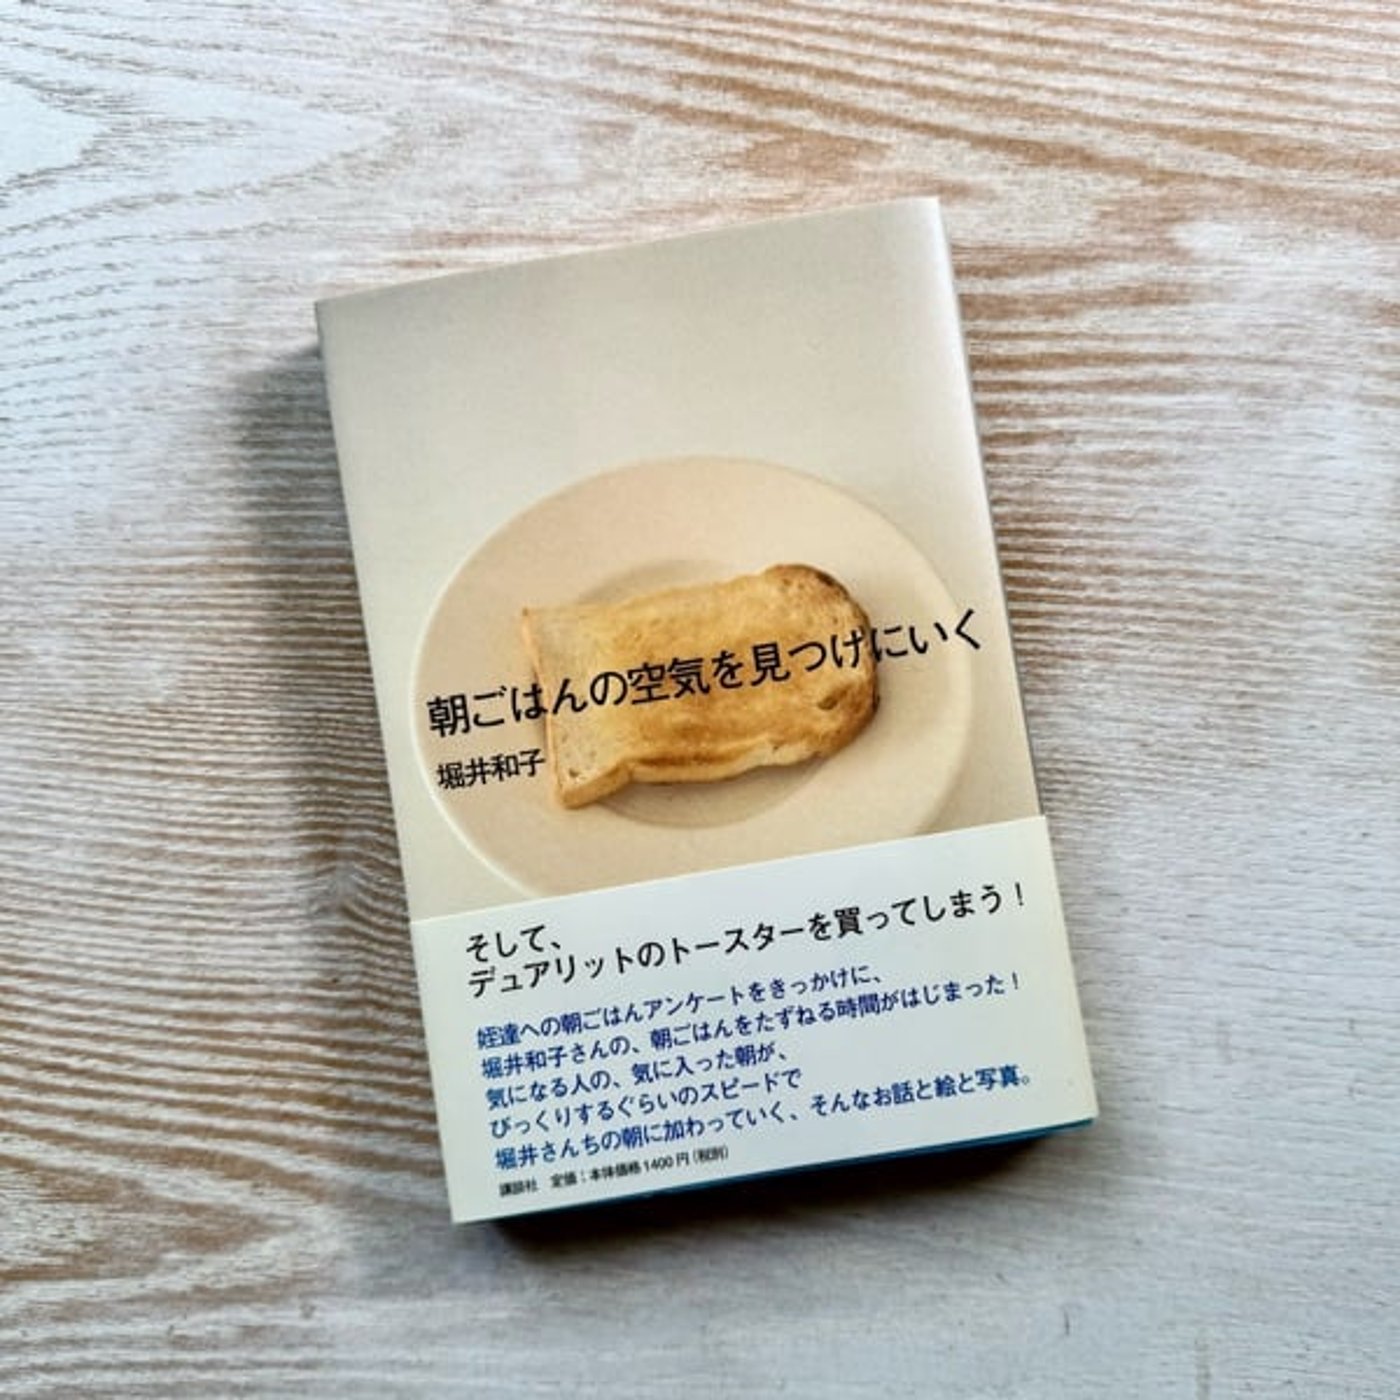 朝ごはんの空気を見つけにいく
堀井和子
そして、
デュアリットのトースターを買ってしまう！
姪達への朝ごはんアンケートをきっかけに、
堀井和子さんの、朝ごはんをたずねる時間がはじまった！
気になる人の、気に入った朝が、
びっくりするぐらいのスピードで
堀井さんちの朝に加わっていく、そんなお話と絵と写真。
講談社　定価：本体価格1400円（税別）